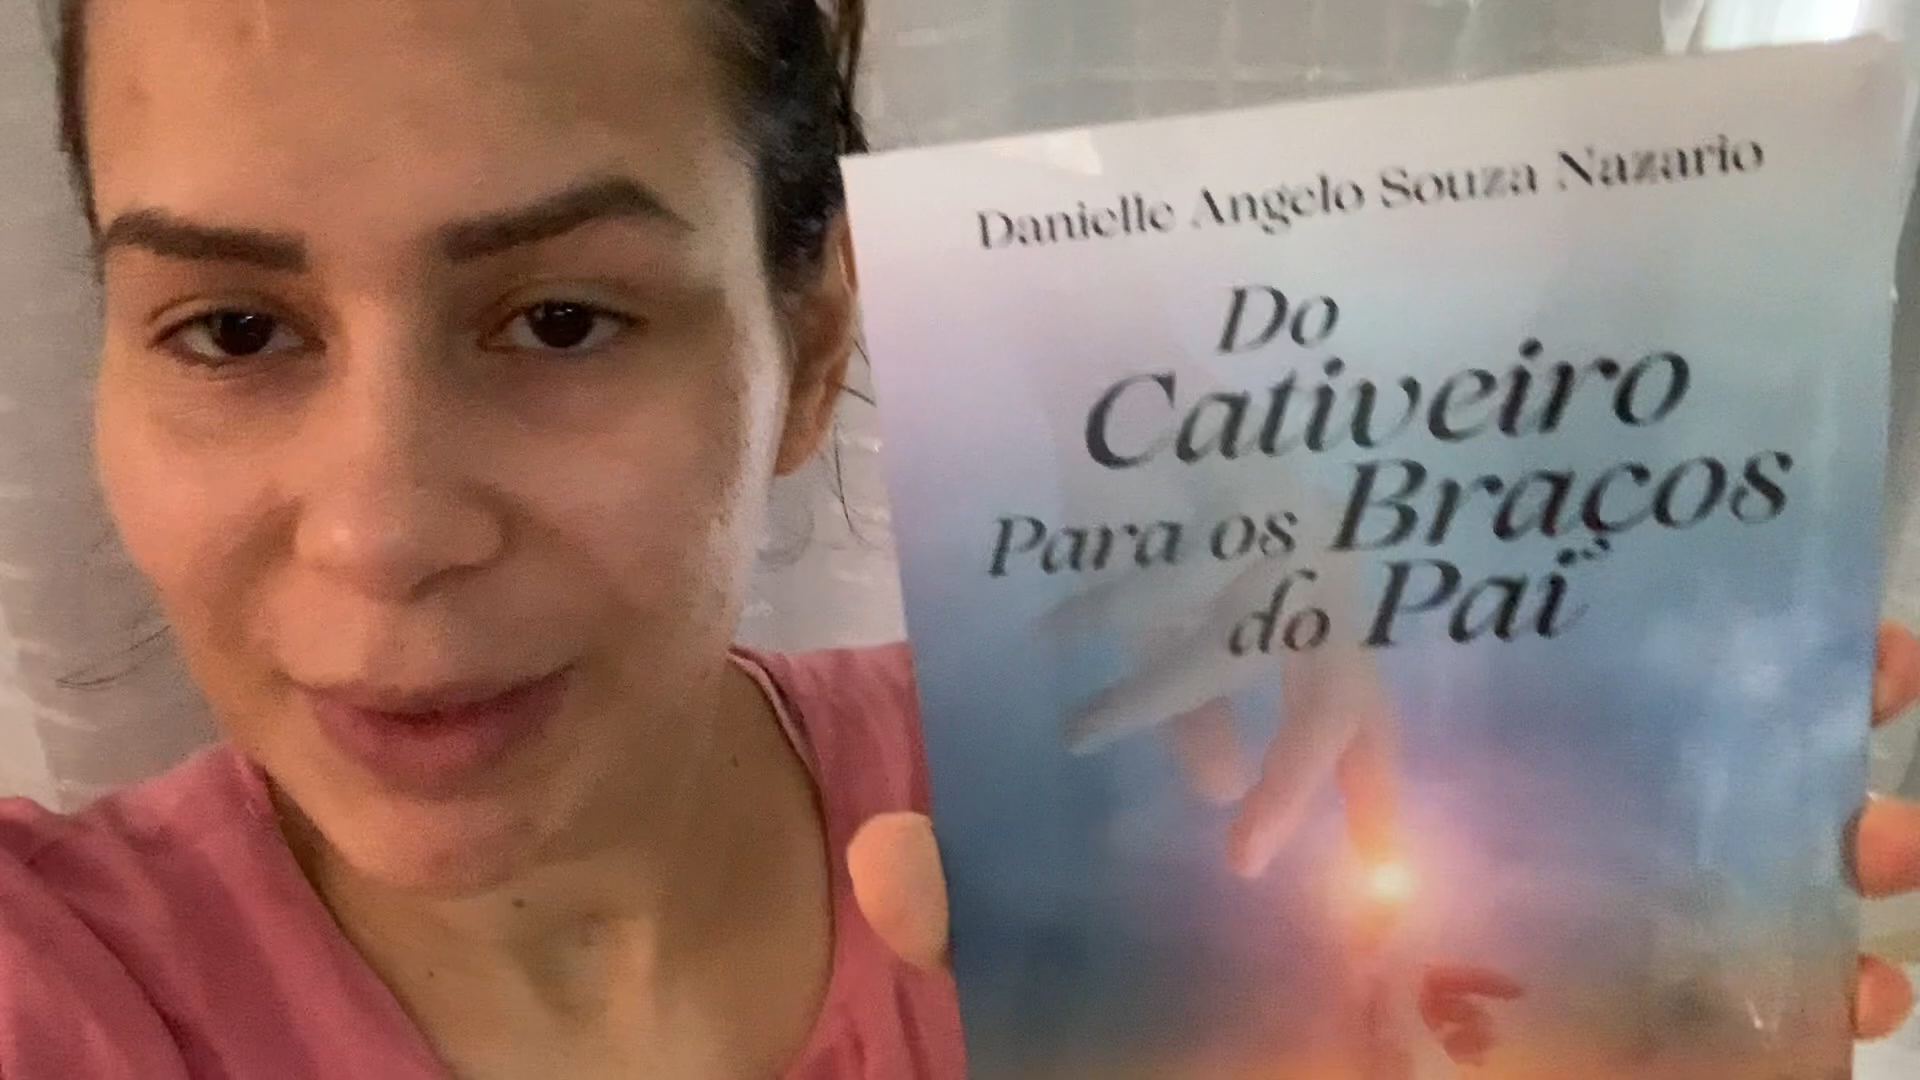 Danielle Angelo Souza Nazario
Do
Cativeiro
Para os Braços
do Pai